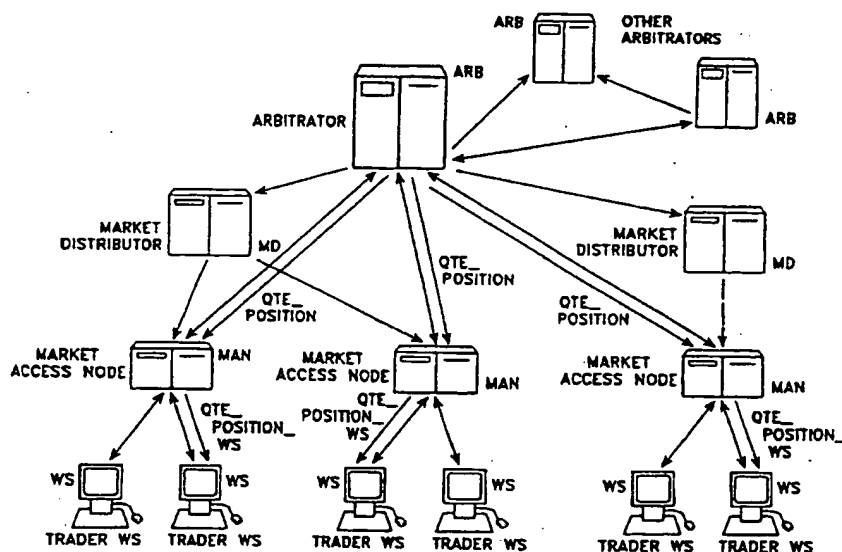 ARB
OTHER
ARBITRATORS
ARB
ARBITRATOR
ARB
MARKET
DISTRIBUTOR
MD
MARKET
DISTRIBUTOR
MD
QTE_
POSITION
QTE_
POSITION
QTE_
POSITION
MARKET
ACCESS NODE
MAN
MARKET
ACCESS NODE
MAN
MARKET
ACCESS NODE
MAN
QTE_
POSITION_
WS
QTE_
POSITION_
WS
QTE_
POSITION_
WS
WS
WS
WS
WS
WS
WS
TRADER WS
TRADER WS
TRADER WS
TRADER WS
TRADER WS
TRADER WS